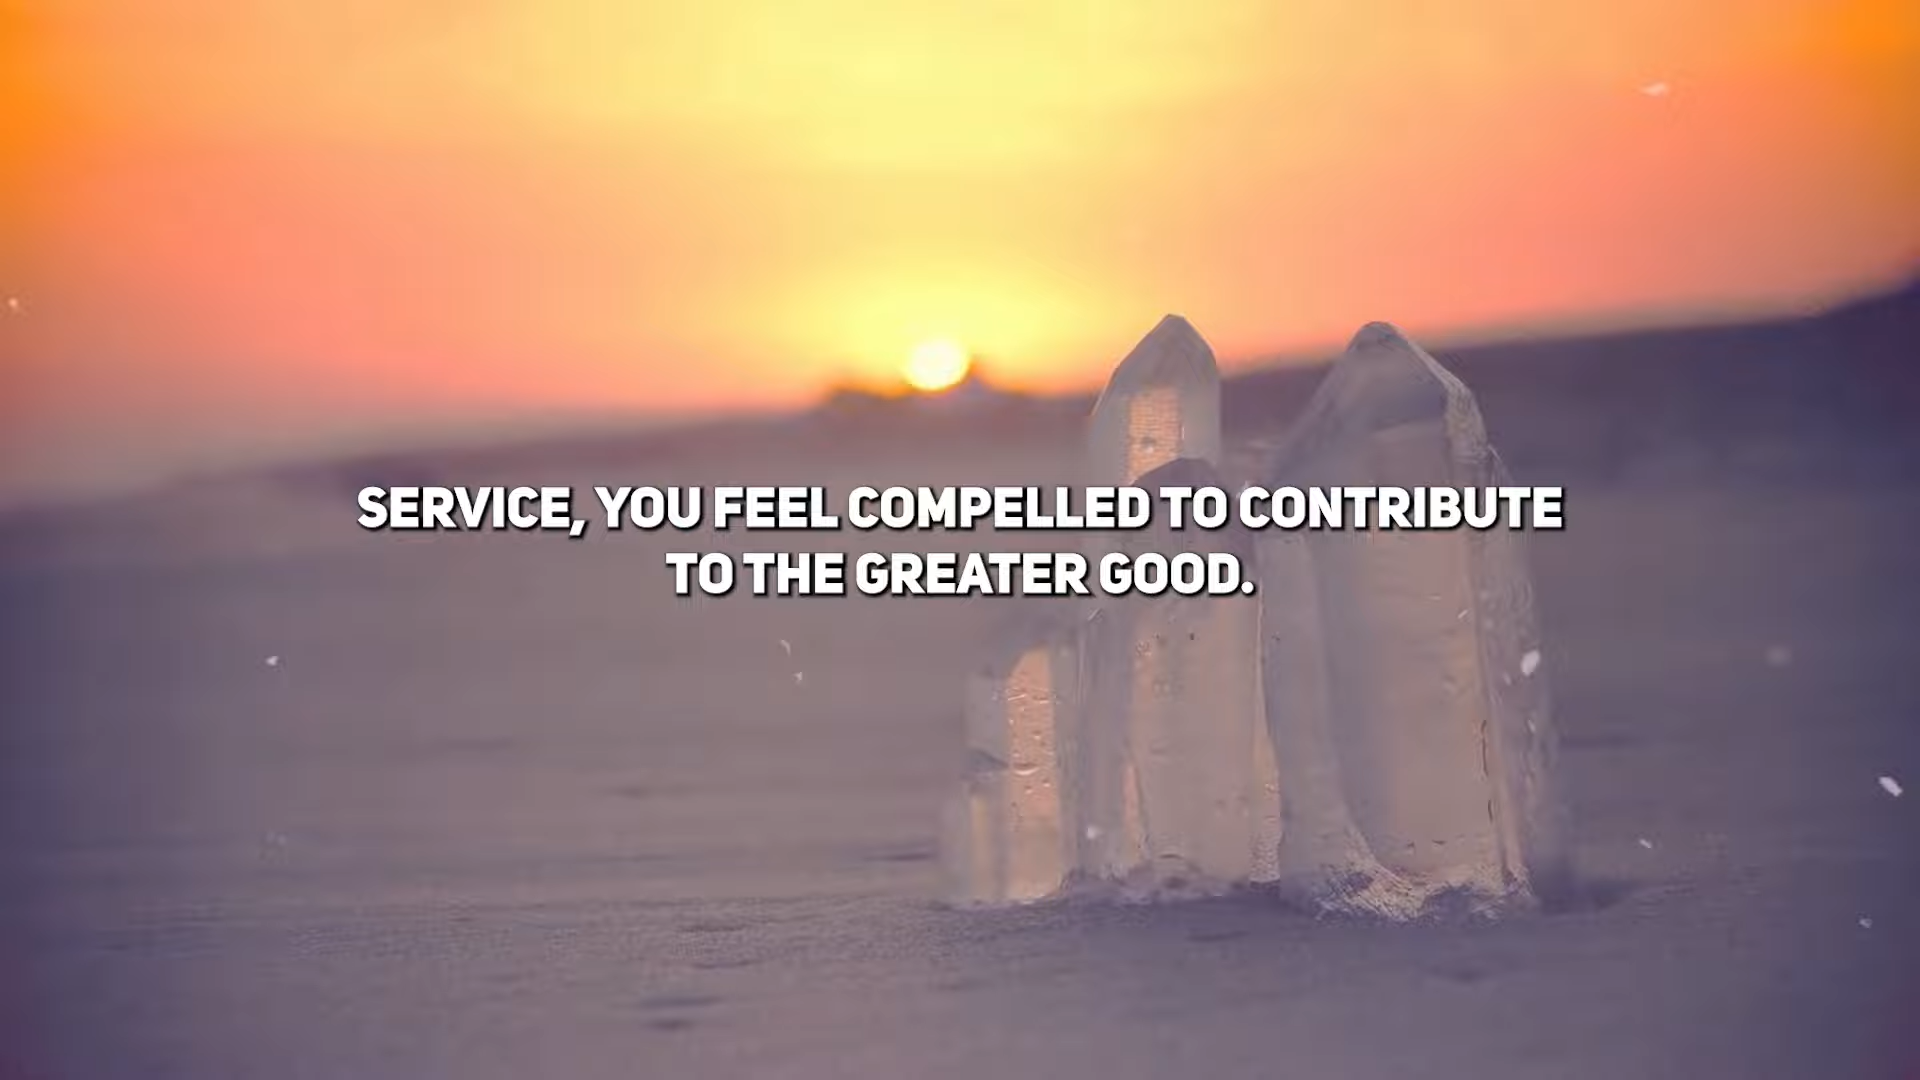 SERVICE, YOU FEEL COMPELLED TO CONTRIBUTE
TO THE GREATER GOOD.